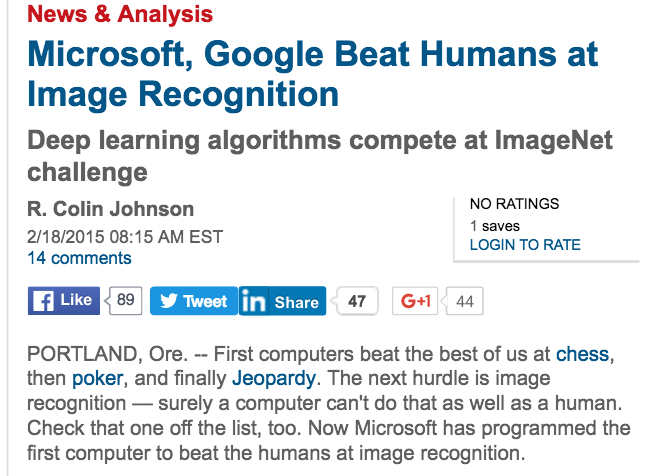 News & Analysis
Microsoft, Google Beat Humans at
Image Recognition
Deep learning algorithms compete at ImageNet
challenge
R. Colin Johnson
2/18/2015 08:15 AM EST
14 comments
NO RATINGS
1 saves
LOGIN TO RATE
f Like 89 Tweet in Share 47 G+1 44
PORTLAND, Ore. -- First computers beat the best of us at chess,
then poker, and finally Jeopardy. The next hurdle is image
recognition — surely a computer can't do that as well as a human.
Check that one off the list, too. Now Microsoft has programmed the
first computer to beat the humans at image recognition.